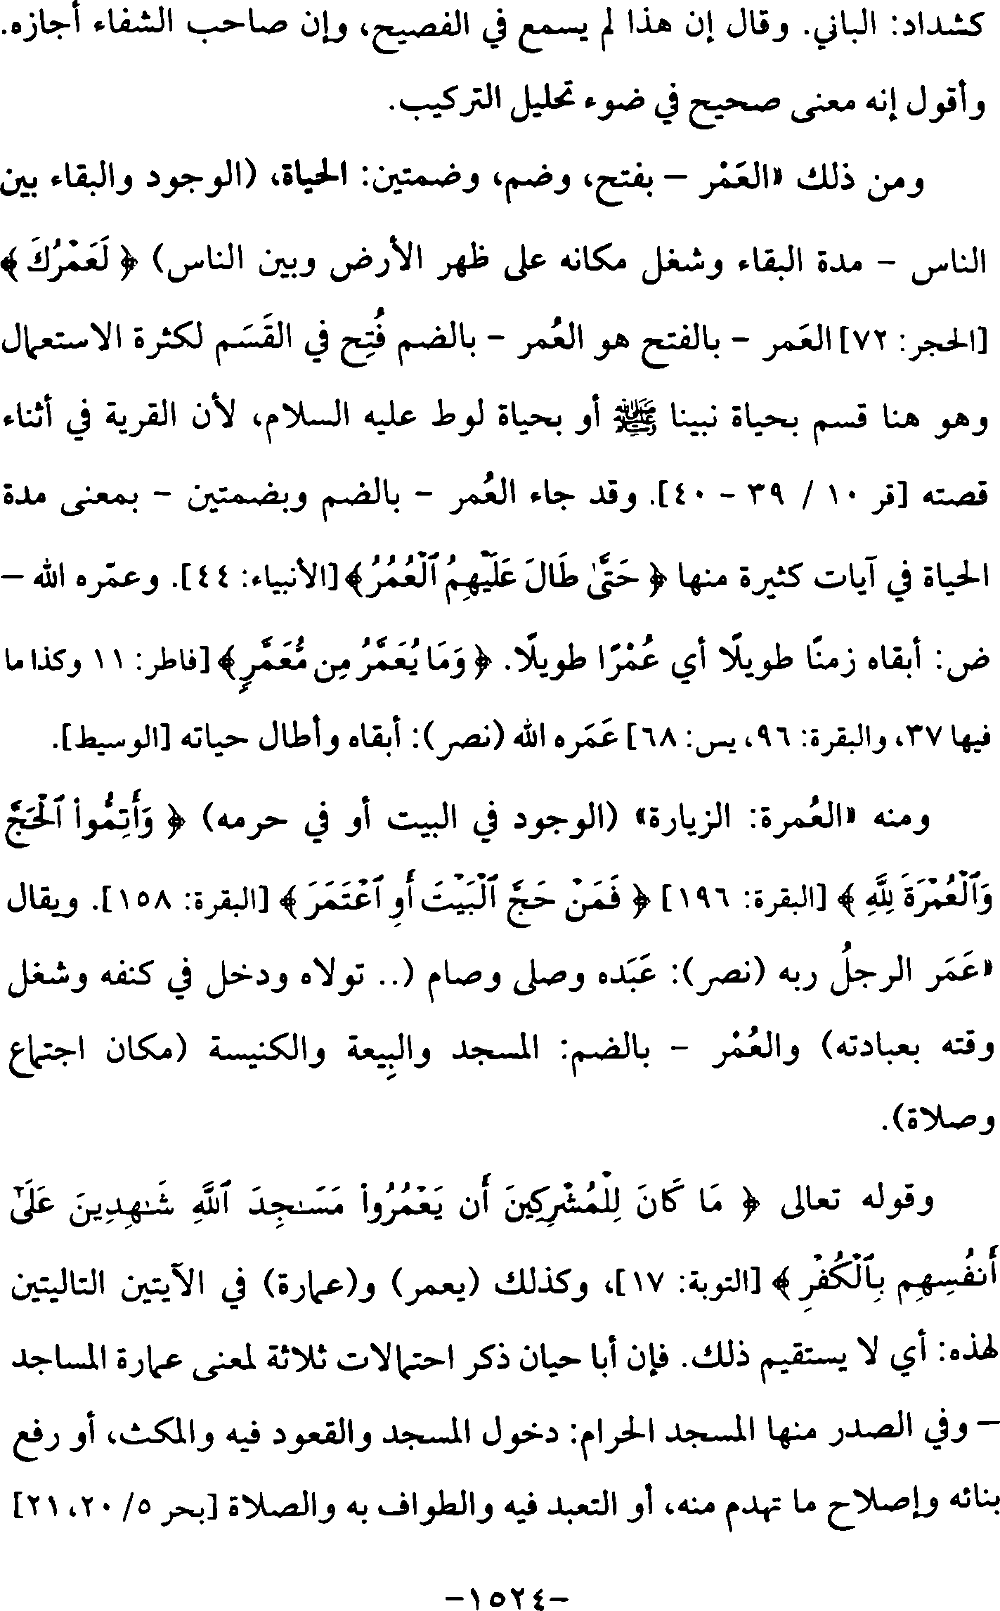 كشداد: الباني. وقال إن هذا لم يسمع في الفصيح، وإن صاحب الشفاء أجازه.
وأقول إنه معنى صحيح في ضوء تحليل التركيب.
ومن ذلك «العَمْر – بفتح، وضم، وضمتين: الحياة، (الوجود والبقاء بين
الناس – مدة البقاء وشغل مكانه على ظهر الأرض وبين الناس) ﴿ لَعَمْرُكَ ﴾
[الحجر: ٧٢] العَمر – بالفتح هو العُمر – بالضم فُتِح في القَسَم لكثرة الاستعمال
وهو هنا قسم بحياة نبينا ﷺ أو بحياة لوط عليه السلام، لأن القرية في أثناء
قصته [قر ١٠ / ٣٩ – ٤٠]. وقد جاء العُمر – بالضم وبضمتين – بمعنى مدة
الحياة في آيات كثيرة منها ﴿ حَتَّىٰ طَالَ عَلَيْهِمُ ٱلْعُمُرُ ﴾ [الأنبياء: ٤٤]. وعمّره الله –
ض: أبقاه زمنًا طويلًا أي عُمْرًا طويلًا. ﴿ وَمَا يُعَمَّرُ مِن مُّعَمَّرٍ ﴾ [فاطر: ١١ وكذا ما
فيها ٣٧، والبقرة: ٩٦، يس: ٦٨] عَمَره الله (نصر): أبقاه وأطال حياته [الوسيط].
ومنه «العُمرة: الزيارة» (الوجود في البيت أو في حرمه) ﴿ وَأَتِمُّوا۟ ٱلْحَجَّ
وَٱلْعُمْرَةَ لِلَّهِ ﴾ [البقرة: ١٩٦] ﴿ فَمَنْ حَجَّ ٱلْبَيْتَ أَوِ ٱعْتَمَرَ ﴾ [البقرة: ١٥٨]. ويقال
«عَمَر الرجلُ ربه (نصر): عَبَده وصلى وصام (.. تولاه ودخل في كنفه وشغل
وقته بعبادته) والعُمْر – بالضم: المسجد والبِيعة والكنيسة (مكان اجتماع
وصلاة).
وقوله تعالى ﴿ مَا كَانَ لِلْمُشْرِكِينَ أَن يَعْمُرُوا۟ مَسَـٰجِدَ ٱللَّهِ شَـٰهِدِينَ عَلَىٰٓ
أَنفُسِهِم بِٱلْكُفْرِ ﴾ [التوبة: ١٧]، وكذلك (يعمر) و(عمارة) في الآيتين التاليتين
لهذه: أي لا يستقيم ذلك. فإن أبا حيان ذكر احتمالات ثلاثة لمعنى عمارة المساجد
– وفي الصدر منها المسجد الحرام: دخول المسجد والقعود فيه والمكث، أو رفع
بنائه وإصلاح ما تهدم منه، أو التعبد فيه والطواف به والصلاة [بحر ٥/ ٢٠، ٢١]
-١٥٢٤-